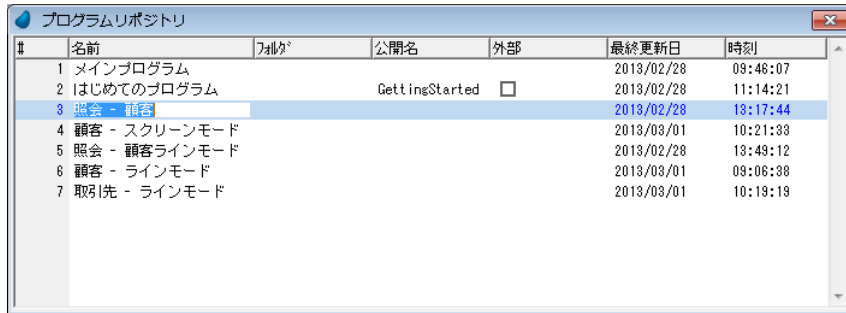 プログラムリポジトリ
# 名前 ﾌｫﾙﾀﾞ 公開名 外部 最終更新日 時刻
1 メインプログラム 2013/02/28 09:46:07
2 はじめてのプログラム GettingStarted 2013/02/28 11:14:21
3 照会 - 顧客 2013/02/28 13:17:44
4 顧客 - スクリーンモード 2013/03/01 10:21:33
5 照会 - 顧客ラインモード 2013/02/28 13:49:12
6 顧客 - ラインモード 2013/03/01 09:06:38
7 取引先 - ラインモード 2013/03/01 10:19:19